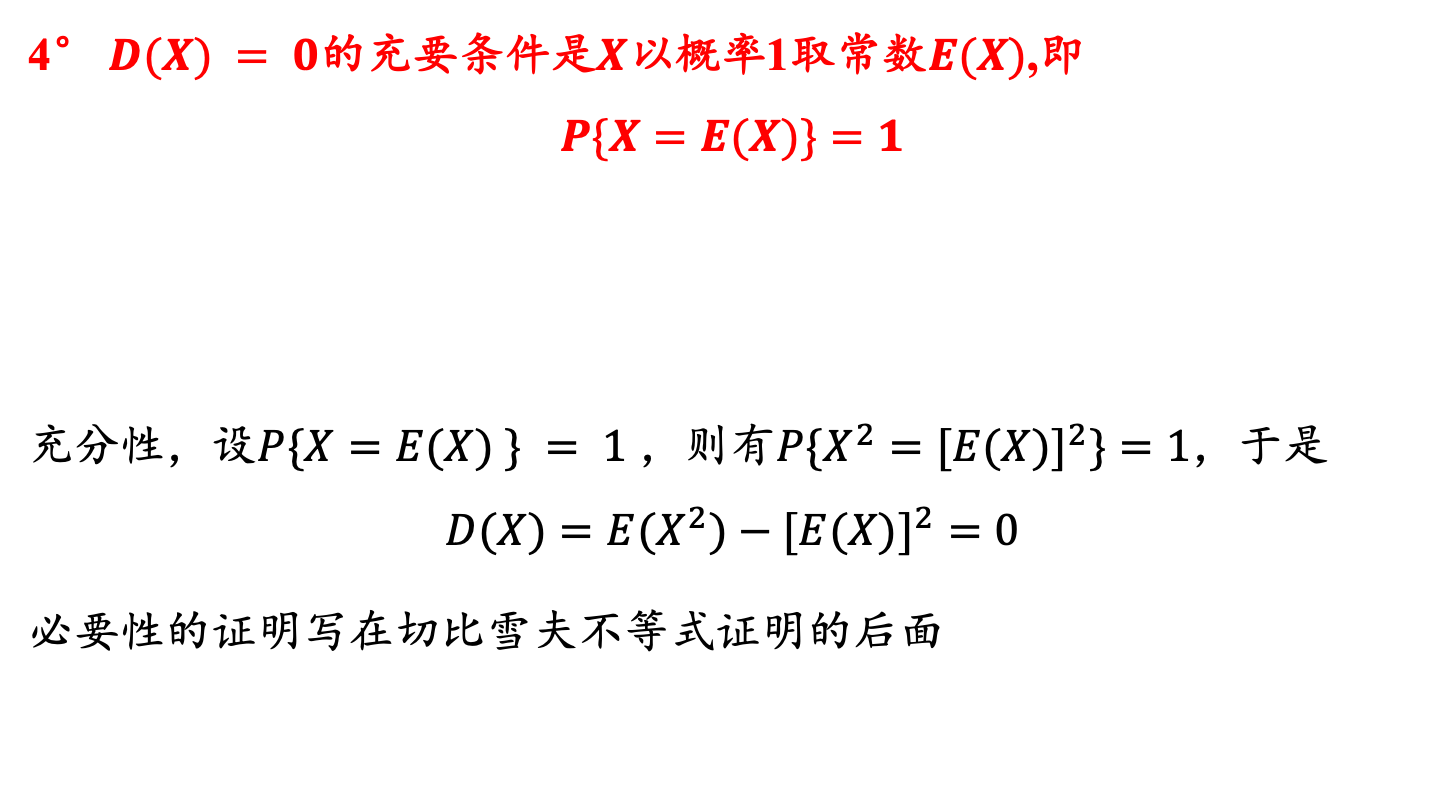 4° D(X) = 0的充要条件是X以概率1取常数E(X),即
P{X = E(X)} = 1
充分性，设P{X = E(X) } = 1 ，则有P{X² = [E(X)]²} = 1，于是
D(X) = E(X²) − [E(X)]² = 0
必要性的证明写在切比雪夫不等式证明的后面